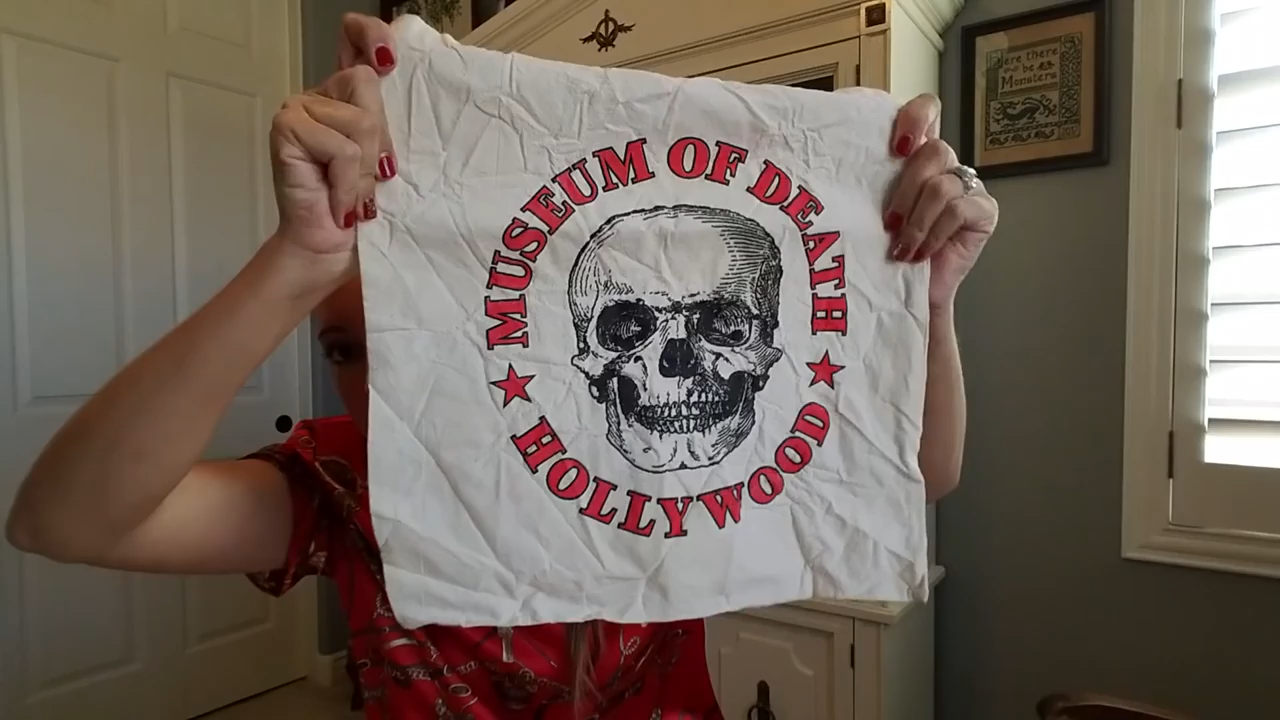 MUSEUM OF DEATH
HOLLYWOOD
Here there
be
Monsters